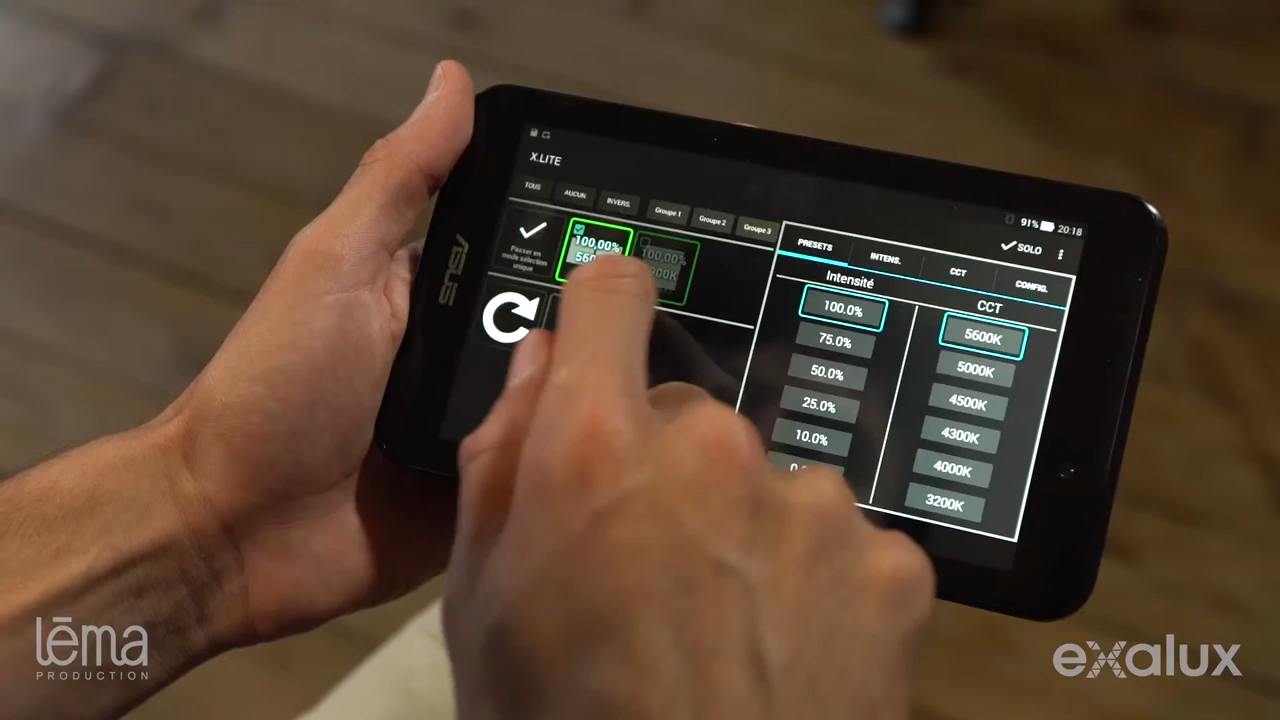 X.LITE
91% 20:18
TOUS AUCUN INVERS. Groupe 1 Groupe 2 Groupe 3
SOLO
Passer en
mode sélection
unique
100,00%
560
100,00%
00K
PRESETS INTENS. CCT CONFIG.
Intensité
100.0%
75.0%
50.0%
25.0%
10.0%
CCT
5600K
5000K
4500K
4300K
4000K
3200K
ASUS
lēma
PRODUCTION
exalux